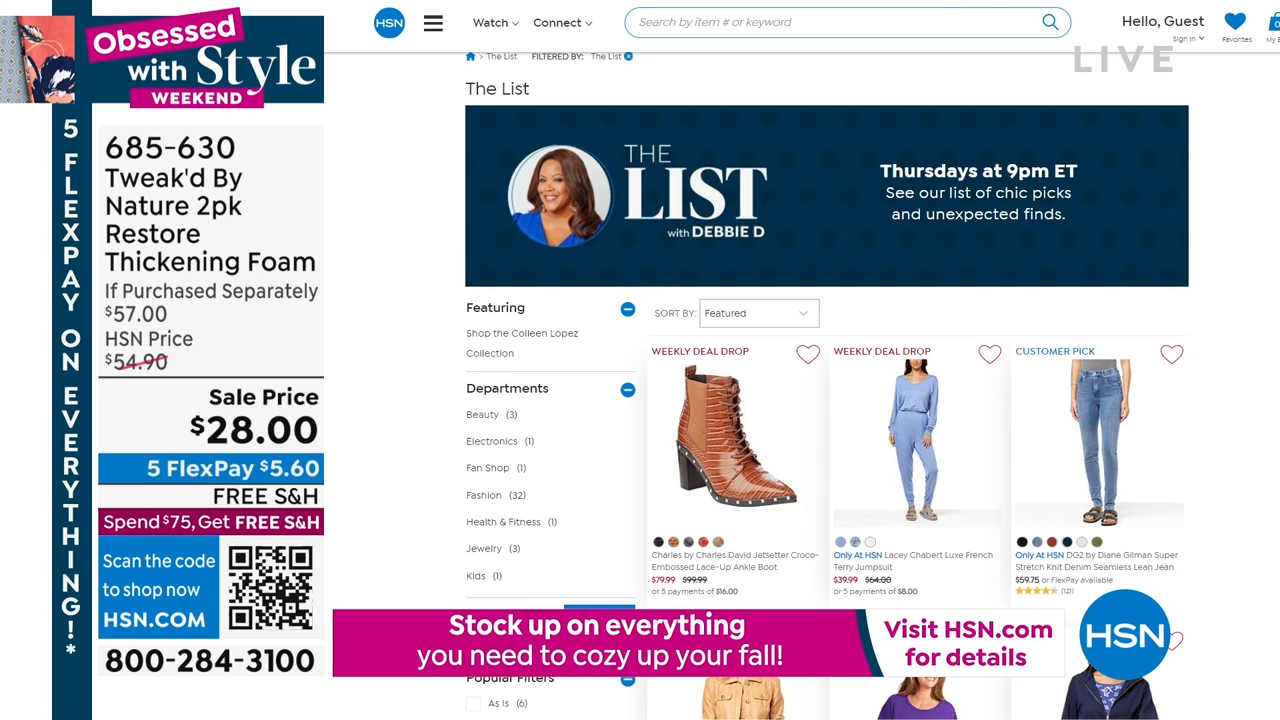 Obsessed
with Style
WEEKEND
5 FLEXPAY ON EVERYTHING!*
685-630
Tweak'd By
Nature 2pk
Restore
Thickening Foam
If Purchased Separately
$57.00
HSN Price
$54.90
Sale Price
$28.00
5 FlexPay $5.60
FREE S&H
Spend $75, Get FREE S&H
Scan the code
to shop now
HSN.COM
800-284-3100
HSN
Watch
Connect
Search by item # or keyword
Hello, Guest
Sign In
Favorites
0
LIVE
> The List FILTERED BY: The List
The List
THE
LIST
with DEBBIE D
Thursdays at 9pm ET
See our list of chic picks
and unexpected finds.
Featuring
Shop the Colleen Lopez
Collection
Departments
Beauty (3)
Electronics (1)
Fan Shop (1)
Fashion (32)
Health & Fitness (1)
Jewelry (3)
Kids (1)
Popular Filters
As Is (6)
SORT BY: Featured
WEEKLY DEAL DROP
Charles by Charles David Jetsetter Croco-
Embossed Lace-Up Ankle Boot
$79.99 $99.99
or 5 payments of $16.00
WEEKLY DEAL DROP
Only At HSN Lacey Chabert Luxe French
Terry Jumpsuit
$39.99 $64.00
or 5 payments of $8.00
CUSTOMER PICK
Only At HSN DG2 by Diane Gilman Super
Stretch Knit Denim Seamless Lean Jean
$59.75 or FlexPay available
(121)
Stock up on everything
you need to cozy up your fall!
Visit HSN.com
for details
HSN